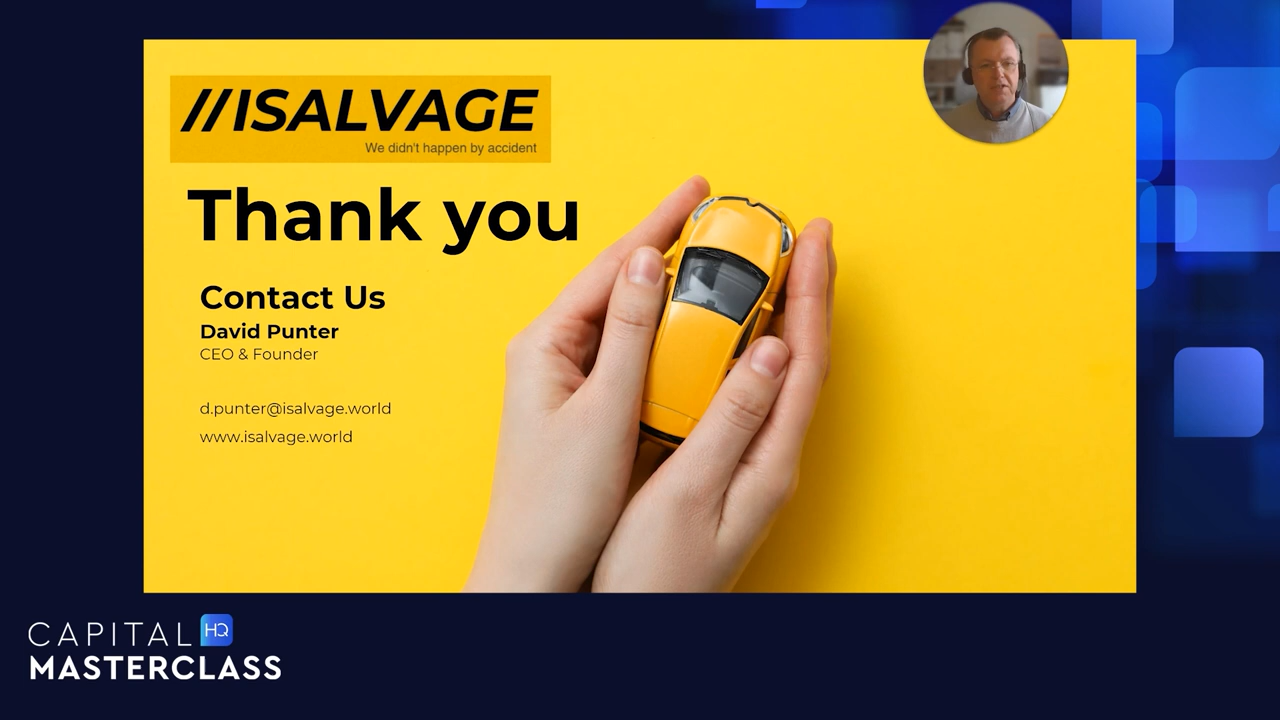 //ISALVAGE
We didn't happen by accident
Thank you
Contact Us
David Punter
CEO & Founder
d.punter@isalvage.world
www.isalvage.world
CAPITAL HQ
MASTERCLASS